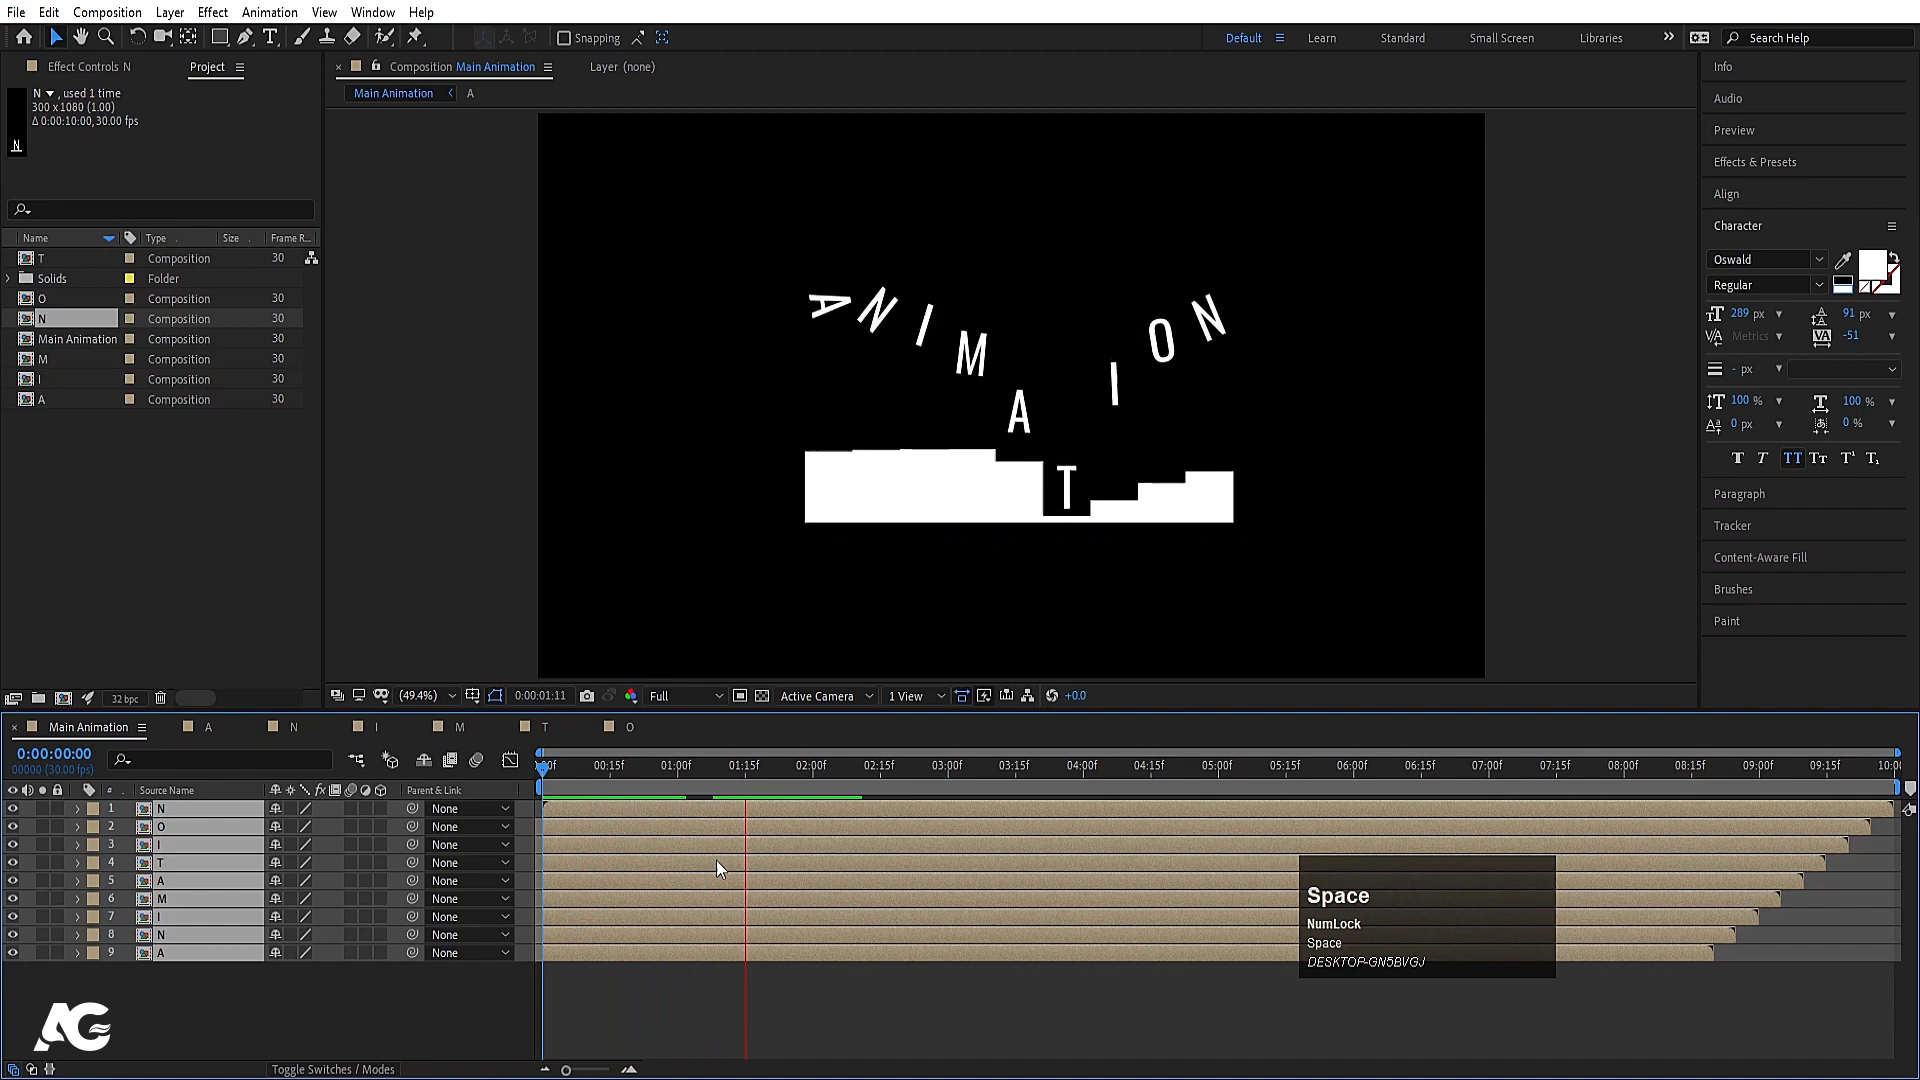 File Edit Composition Layer Effect Animation View Window Help
Snapping Default Learn Standard Small Screen Libraries Search Help
Effect Controls N Project
Composition Main Animation Layer (none)
Main Animation A
N , used 1 time
300 x 1080 (1.00)
Δ 0:00:10:00, 30.00 fps
N
Name Type Size Frame R...
T Composition 30
Solids Folder
O Composition 30
N Composition 30
Main Animation Composition 30
M Composition 30
I Composition 30
A Composition 30
32 bpc
ANIMATION
(49.4%) 0:00:01:11 Full Active Camera 1 View +0.0
Info
Audio
Preview
Effects & Presets
Align
Character
Oswald
Regular
289 px 91 px
Metrics -51
- px
100 % 100 %
0 px 0 %
T T TT TT T¹ T₁
Paragraph
Tracker
Content-Aware Fill
Brushes
Paint
Main Animation A N I M T O
0:00:00:00
00000 (30.00 fps)
00f 00:15f 01:00f 01:15f 02:00f 02:15f 03:00f 03:15f 04:00f 04:15f 05:00f 05:15f 06:00f 06:15f 07:00f 07:15f 08:00f 08:15f 09:00f 09:15f 10:00
# Source Name fx Parent & Link
1 N None
2 O None
3 I None
4 T None
5 A None
6 M None
7 I None
8 N None
9 A None
Space
NumLock
Space
DESKTOP-GN5BVGJ
AG
Toggle Switches / Modes